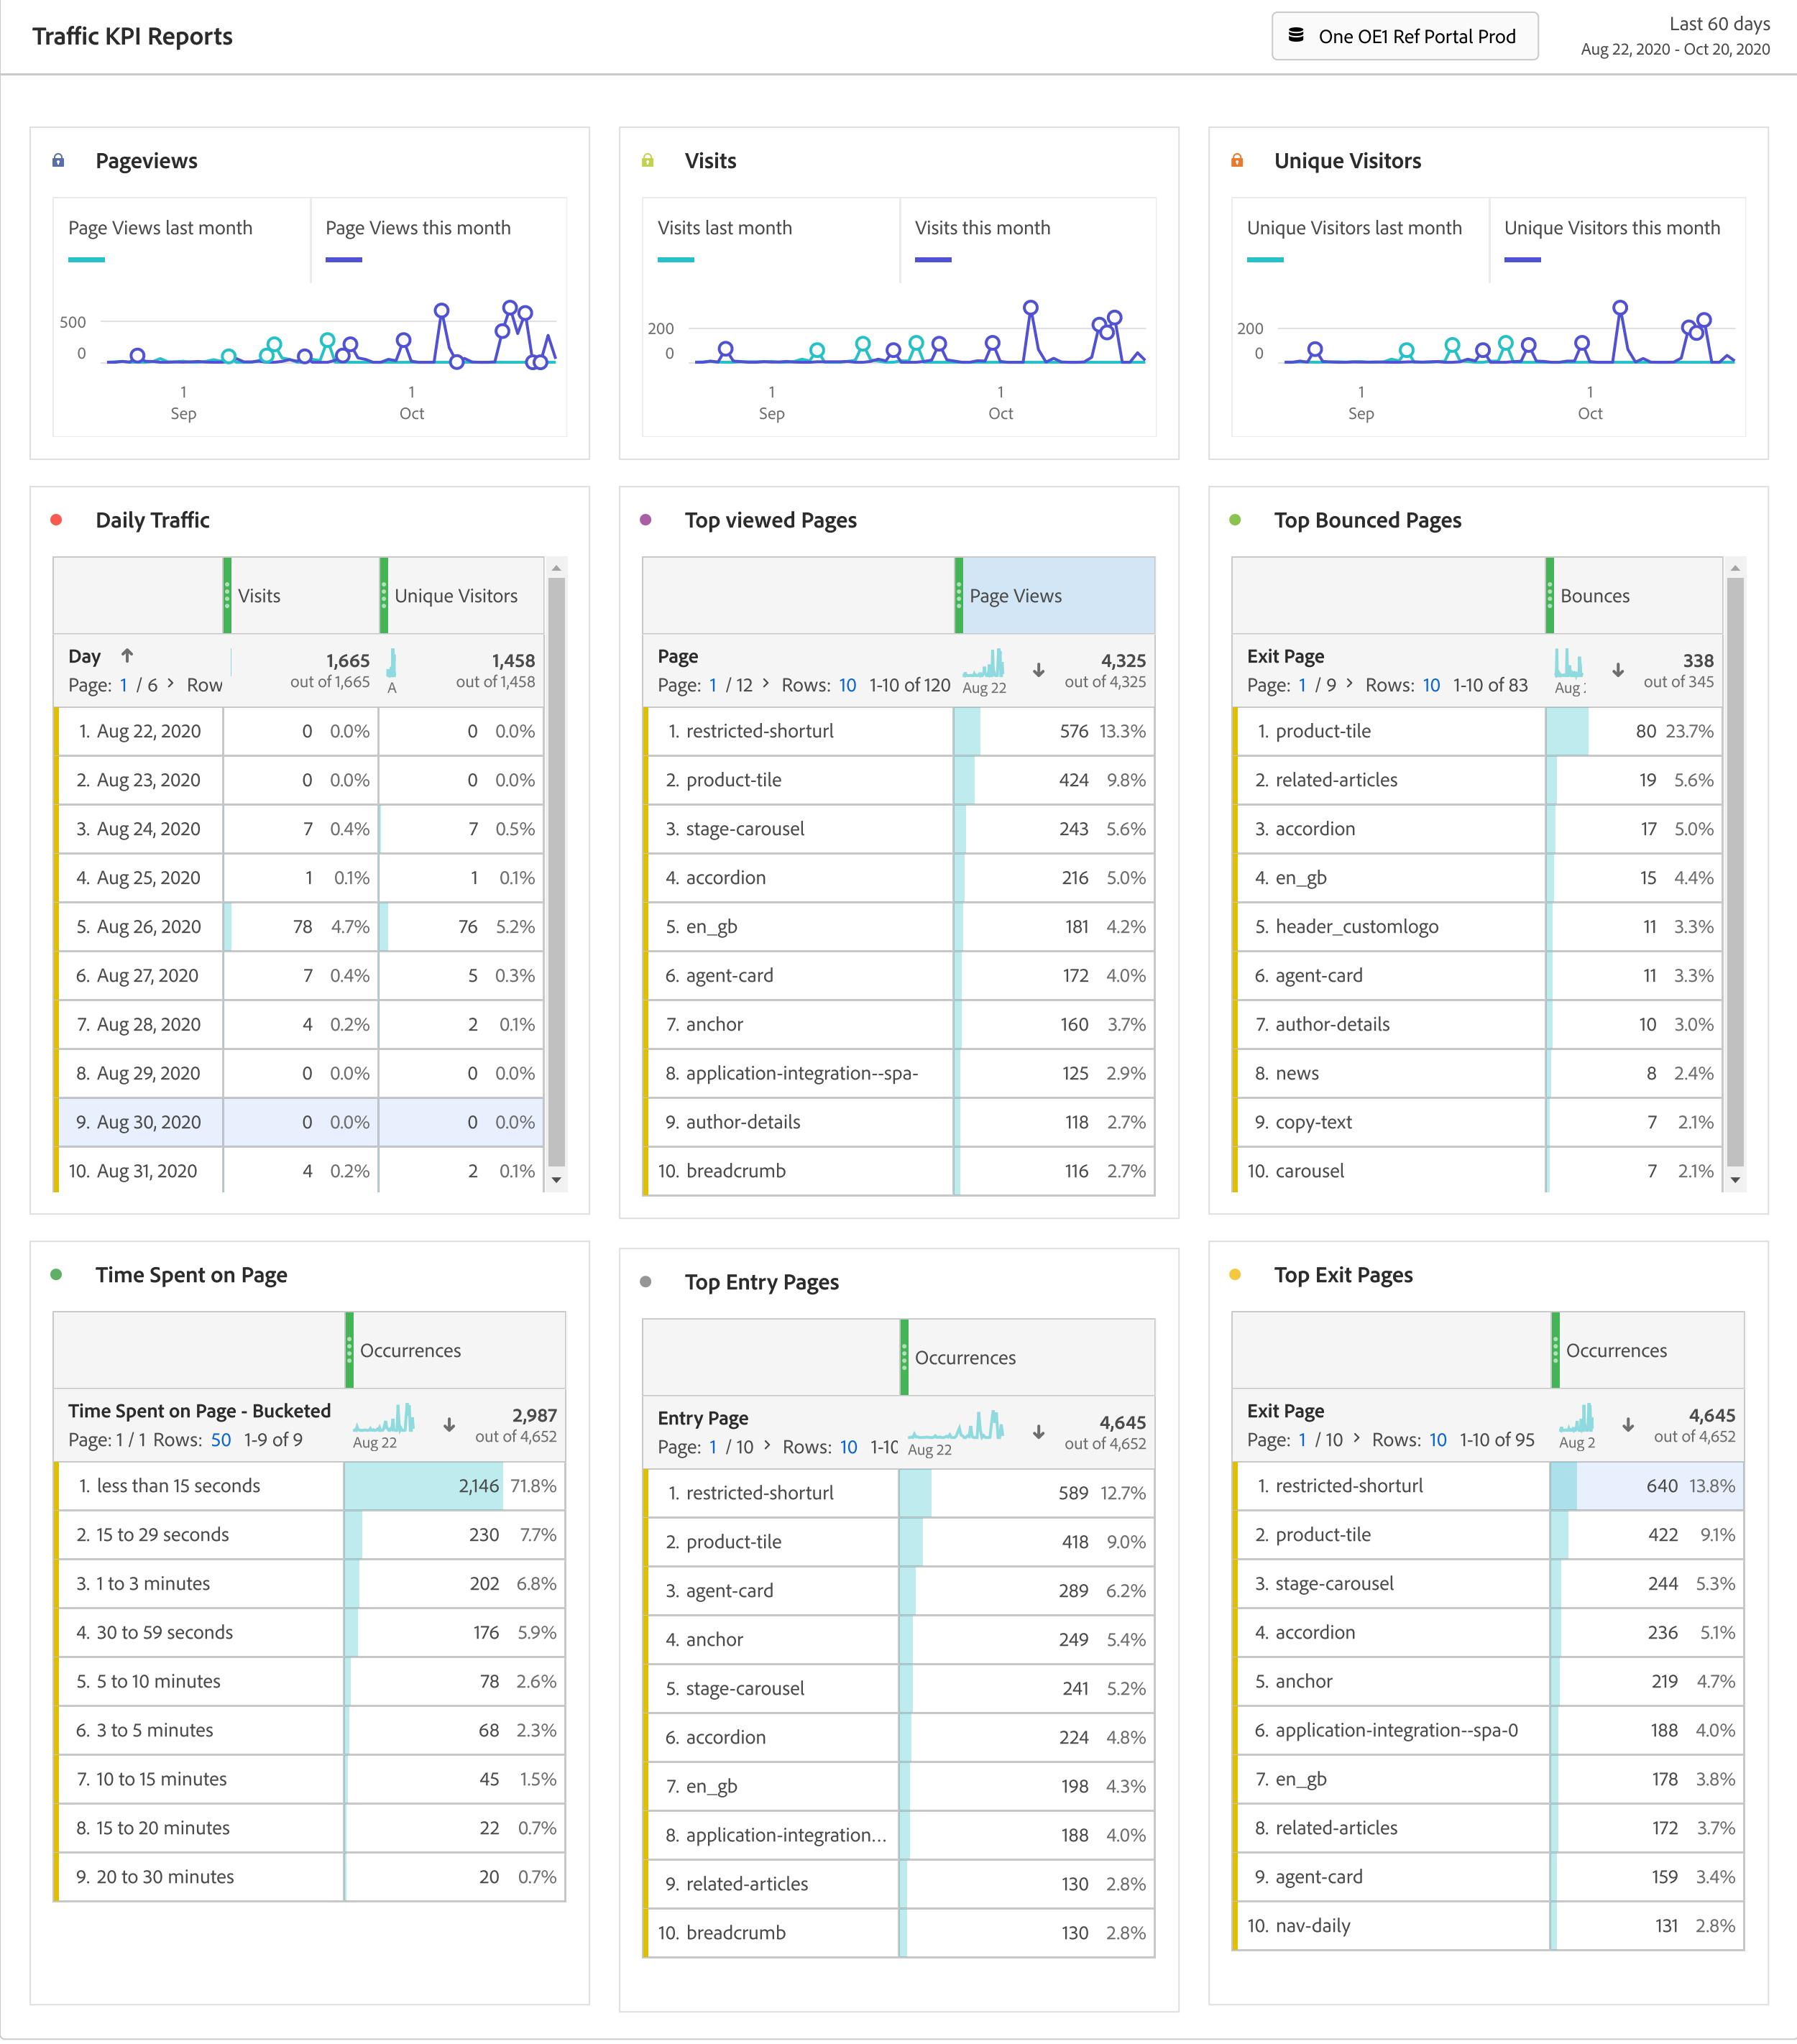 Traffic KPI Reports
One OE1 Ref Portal Prod
Last 60 days
Aug 22, 2020 - Oct 20, 2020
Pageviews
Page Views last month
Page Views this month
500
0
1
Sep
1
Oct
Visits
Visits last month
Visits this month
200
0
1
Sep
1
Oct
Unique Visitors
Unique Visitors last month
Unique Visitors this month
200
0
1
Sep
1
Oct
Daily Traffic
Visits
Unique Visitors
Day
Page: 1 / 6 > Row
1,665
out of 1,665
A
1,458
out of 1,458
1. Aug 22, 2020 0 0.0% 0 0.0%
2. Aug 23, 2020 0 0.0% 0 0.0%
3. Aug 24, 2020 7 0.4% 7 0.5%
4. Aug 25, 2020 1 0.1% 1 0.1%
5. Aug 26, 2020 78 4.7% 76 5.2%
6. Aug 27, 2020 7 0.4% 5 0.3%
7. Aug 28, 2020 4 0.2% 2 0.1%
8. Aug 29, 2020 0 0.0% 0 0.0%
9. Aug 30, 2020 0 0.0% 0 0.0%
10. Aug 31, 2020 4 0.2% 2 0.1%
Top viewed Pages
Page Views
Page
Page: 1 / 12 > Rows: 10 1-10 of 120
Aug 22
4,325
out of 4,325
1. restricted-shorturl 576 13.3%
2. product-tile 424 9.8%
3. stage-carousel 243 5.6%
4. accordion 216 5.0%
5. en_gb 181 4.2%
6. agent-card 172 4.0%
7. anchor 160 3.7%
8. application-integration--spa- 125 2.9%
9. author-details 118 2.7%
10. breadcrumb 116 2.7%
Top Bounced Pages
Bounces
Exit Page
Page: 1 / 9 > Rows: 10 1-10 of 83
Aug
338
out of 345
1. product-tile 80 23.7%
2. related-articles 19 5.6%
3. accordion 17 5.0%
4. en_gb 15 4.4%
5. header_customlogo 11 3.3%
6. agent-card 11 3.3%
7. author-details 10 3.0%
8. news 8 2.4%
9. copy-text 7 2.1%
10. carousel 7 2.1%
Time Spent on Page
Occurrences
Time Spent on Page - Bucketed
Page: 1 / 1 Rows: 50 1-9 of 9
Aug 22
2,987
out of 4,652
1. less than 15 seconds 2,146 71.8%
2. 15 to 29 seconds 230 7.7%
3. 1 to 3 minutes 202 6.8%
4. 30 to 59 seconds 176 5.9%
5. 5 to 10 minutes 78 2.6%
6. 3 to 5 minutes 68 2.3%
7. 10 to 15 minutes 45 1.5%
8. 15 to 20 minutes 22 0.7%
9. 20 to 30 minutes 20 0.7%
Top Entry Pages
Occurrences
Entry Page
Page: 1 / 10 > Rows: 10 1-10
Aug 22
4,645
out of 4,652
1. restricted-shorturl 589 12.7%
2. product-tile 418 9.0%
3. agent-card 289 6.2%
4. anchor 249 5.4%
5. stage-carousel 241 5.2%
6. accordion 224 4.8%
7. en_gb 198 4.3%
8. application-integration... 188 4.0%
9. related-articles 130 2.8%
10. breadcrumb 130 2.8%
Top Exit Pages
Occurrences
Exit Page
Page: 1 / 10 > Rows: 10 1-10 of 95
Aug 2
4,645
out of 4,652
1. restricted-shorturl 640 13.8%
2. product-tile 422 9.1%
3. stage-carousel 244 5.3%
4. accordion 236 5.1%
5. anchor 219 4.7%
6. application-integration--spa-0 188 4.0%
7. en_gb 178 3.8%
8. related-articles 172 3.7%
9. agent-card 159 3.4%
10. nav-daily 131 2.8%